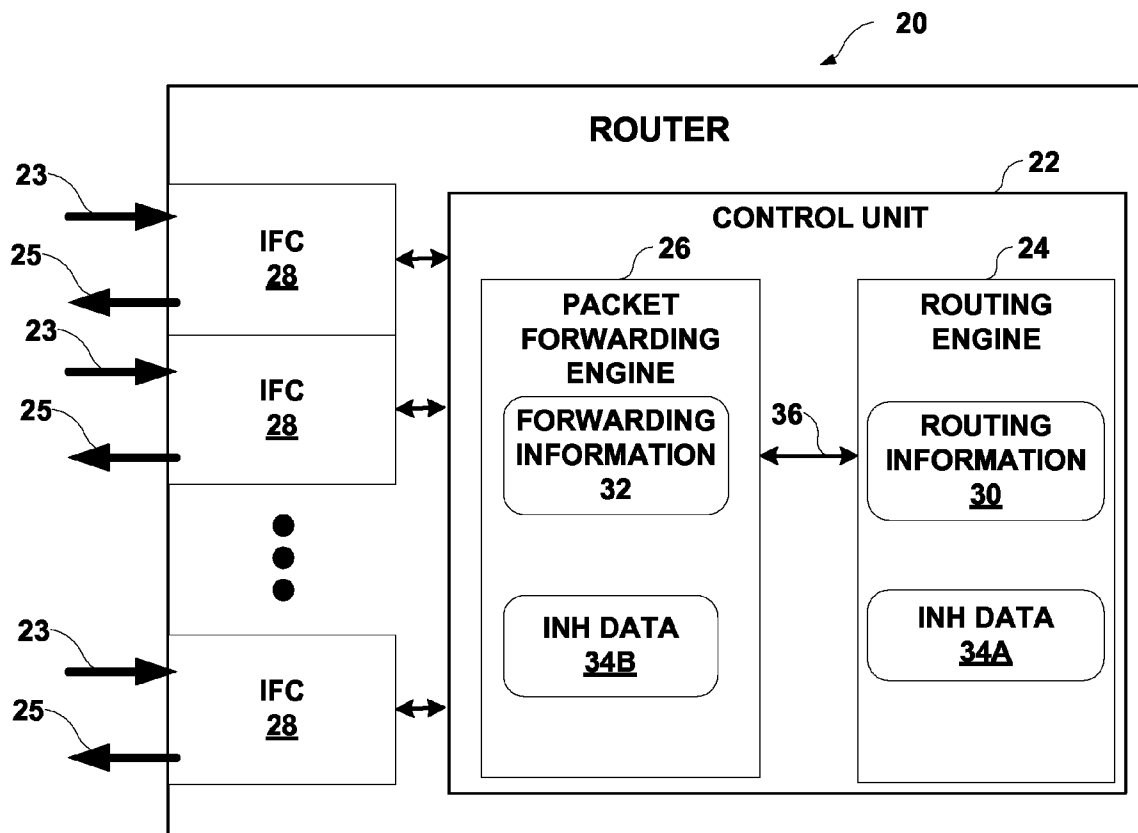 20
ROUTER
22
23
CONTROL UNIT
IFC
28
25
26
24
PACKET
FORWARDING
ENGINE
ROUTING
ENGINE
23
IFC
28
25
FORWARDING
INFORMATION
32
36
ROUTING
INFORMATION
30
INH DATA
34B
INH DATA
34A
23
IFC
28
25